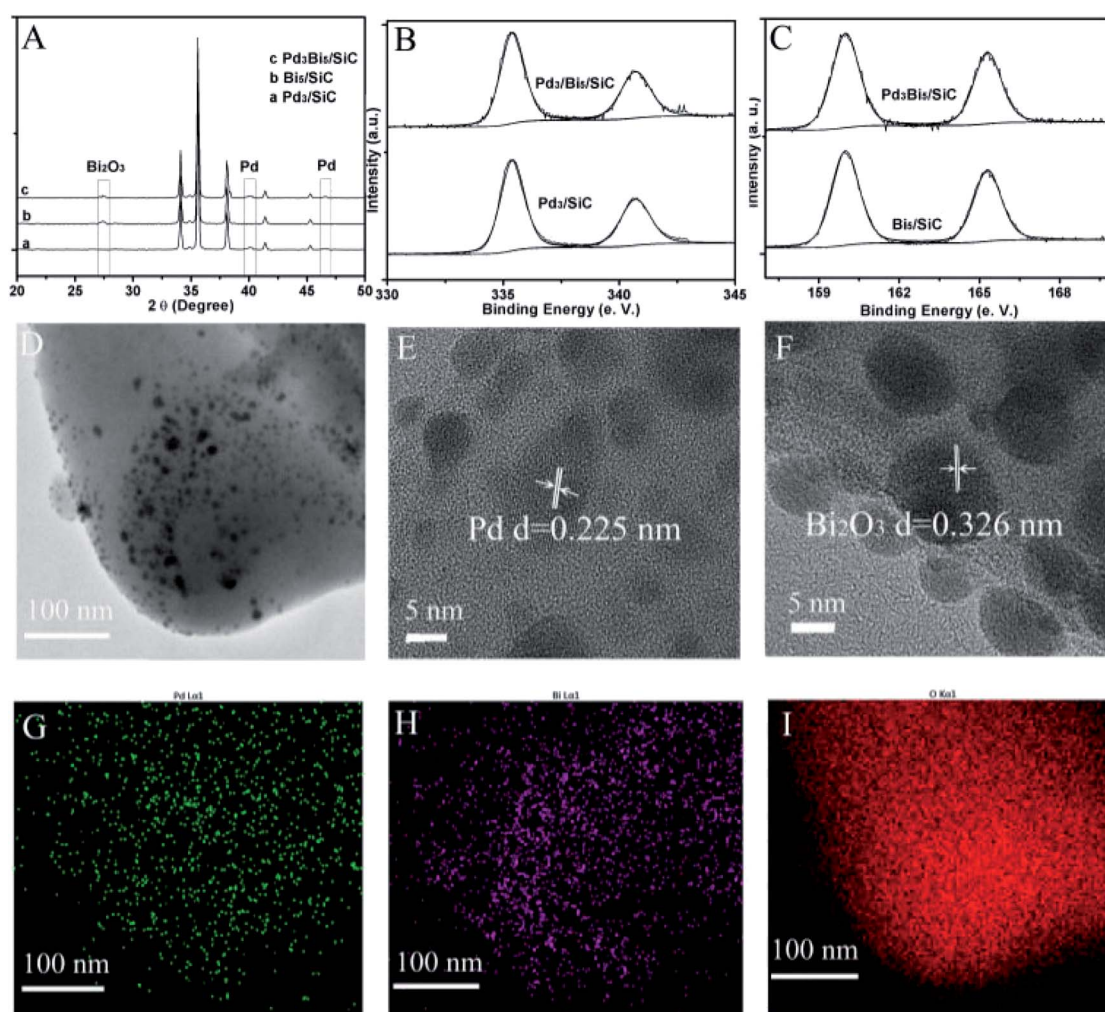 A
c Pd₃Bi₅/SiC
b Bi₅/SiC
a Pd₃/SiC
Bi₂O₃
Pd
Pd
c
b
a
20 25 30 35 40 45 50
2 θ (Degree)
B
Pd₃/Bi₅/SiC
Pd₃/SiC
Intensity (a.u.)
330 335 340 345
Binding Energy (e. V.)
C
Pd₃Bi₅/SiC
Bi₅/SiC
Intensity (a. u.)
159 162 165 168
Binding Energy (e. V.)
D
100 nm
E
Pd d=0.225 nm
5 nm
F
Bi₂O₃ d=0.326 nm
5 nm
Pd Lα1
G
100 nm
Bi Lα1
H
100 nm
O Kα1
I
100 nm